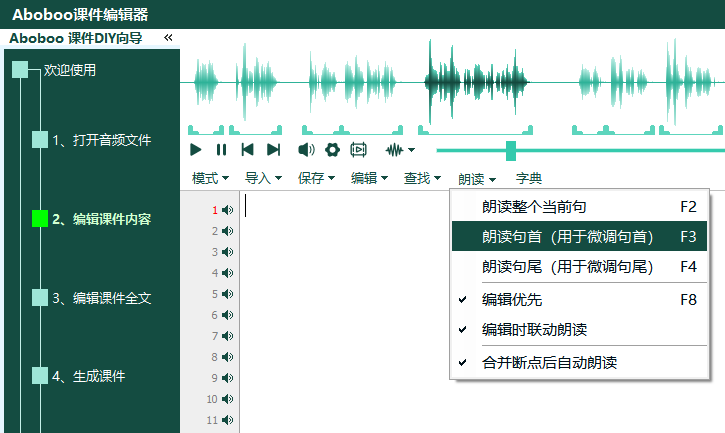 Aboboo课件编辑器
Aboboo 课件DIY向导 «
欢迎使用
1、打开音频文件
2、编辑课件内容
3、编辑课件全文
4、生成课件
模式 导入 保存 编辑 查找 朗读 字典
1
2
3
4
5
6
7
8
9
10
11
朗读整个当前句 F2
朗读句首（用于微调句首） F3
朗读句尾（用于微调句尾） F4
编辑优先 F8
编辑时联动朗读
合并断点后自动朗读